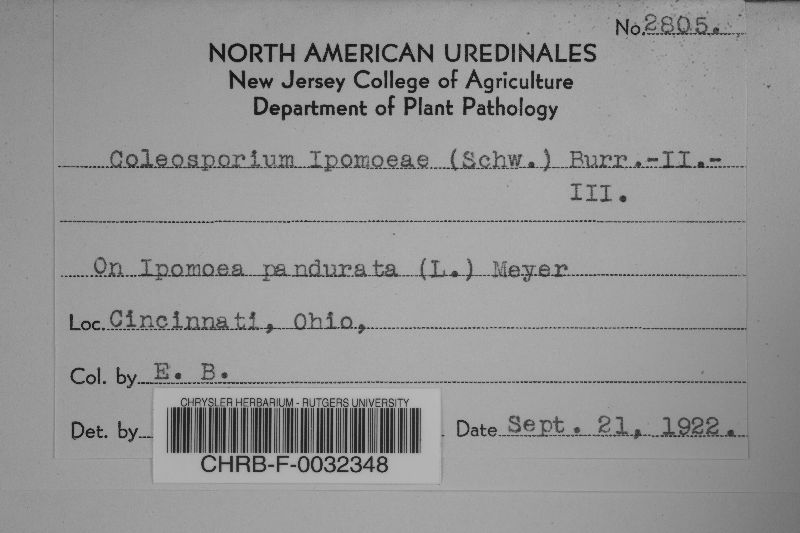 No. 2805.
NORTH AMERICAN UREDINALES
New Jersey College of Agriculture
Department of Plant Pathology
Coleosporium Ipomoeae (Schw.) Burr.-II.-
III.
On Ipomoea pandurata (L.) Meyer
Loc. Cincinnati, Ohio,
Col. by E. B.
Det. by Date Sept. 21, 1922.
CHRYSLER HERBARIUM - RUTGERS UNIVERSITY
CHRB-F-0032348